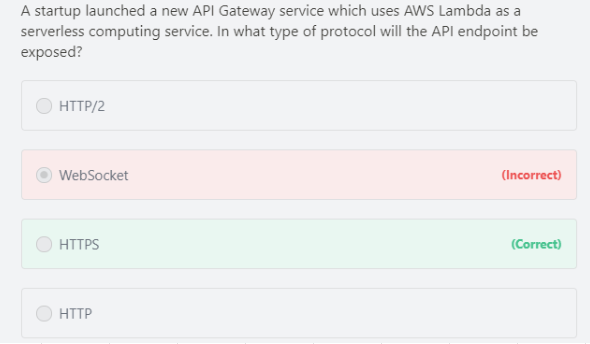 A startup launched a new API Gateway service which uses AWS Lambda as a
serverless computing service. In what type of protocol will the API endpoint be
exposed?
HTTP/2
WebSocket (Incorrect)
HTTPS (Correct)
HTTP